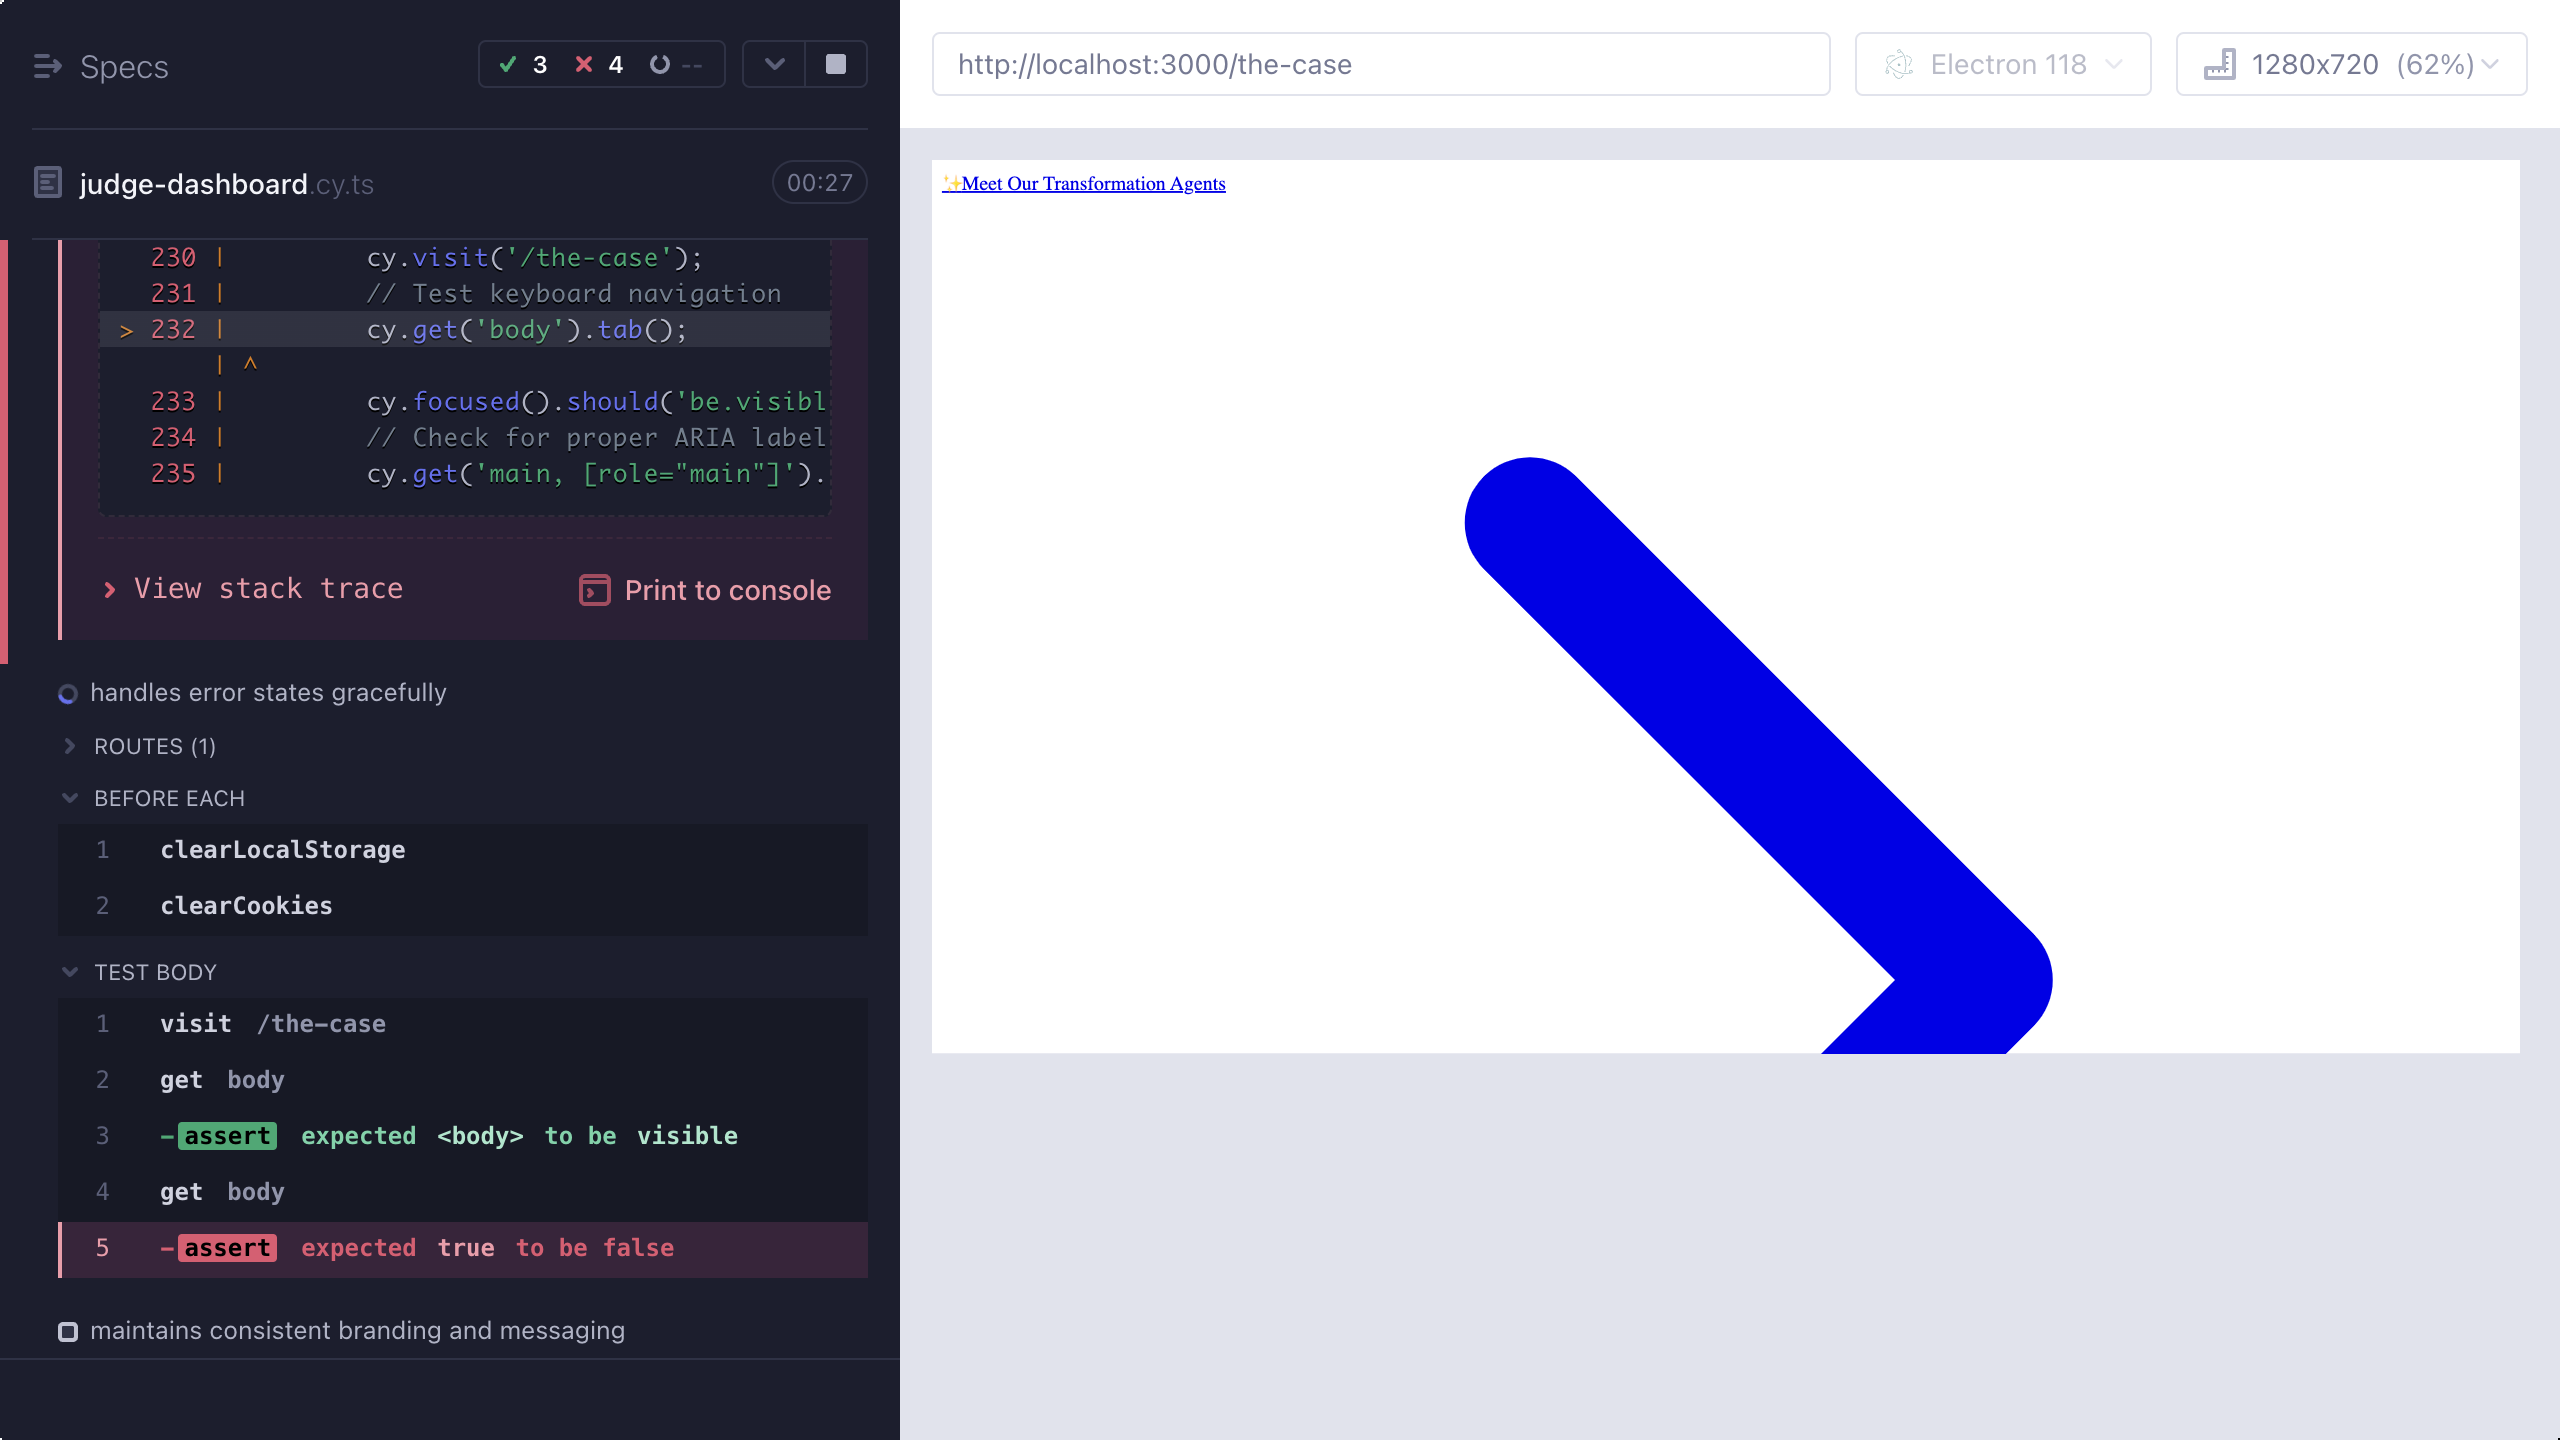 Specs
3 4 --
judge-dashboard.cy.ts
00:27
230 | cy.visit('/the-case');
231 | // Test keyboard navigation
> 232 | cy.get('body').tab();
| ^
233 | cy.focused().should('be.visibl
234 | // Check for proper ARIA label
235 | cy.get('main, [role="main"]').
View stack trace
Print to console
handles error states gracefully
ROUTES (1)
BEFORE EACH
1 clearLocalStorage
2 clearCookies
TEST BODY
1 visit /the-case
2 get body
3 -assert expected <body> to be visible
4 get body
5 -assert expected true to be false
maintains consistent branding and messaging
http://localhost:3000/the-case
Electron 118
1280x720 (62%)
✨Meet Our Transformation Agents